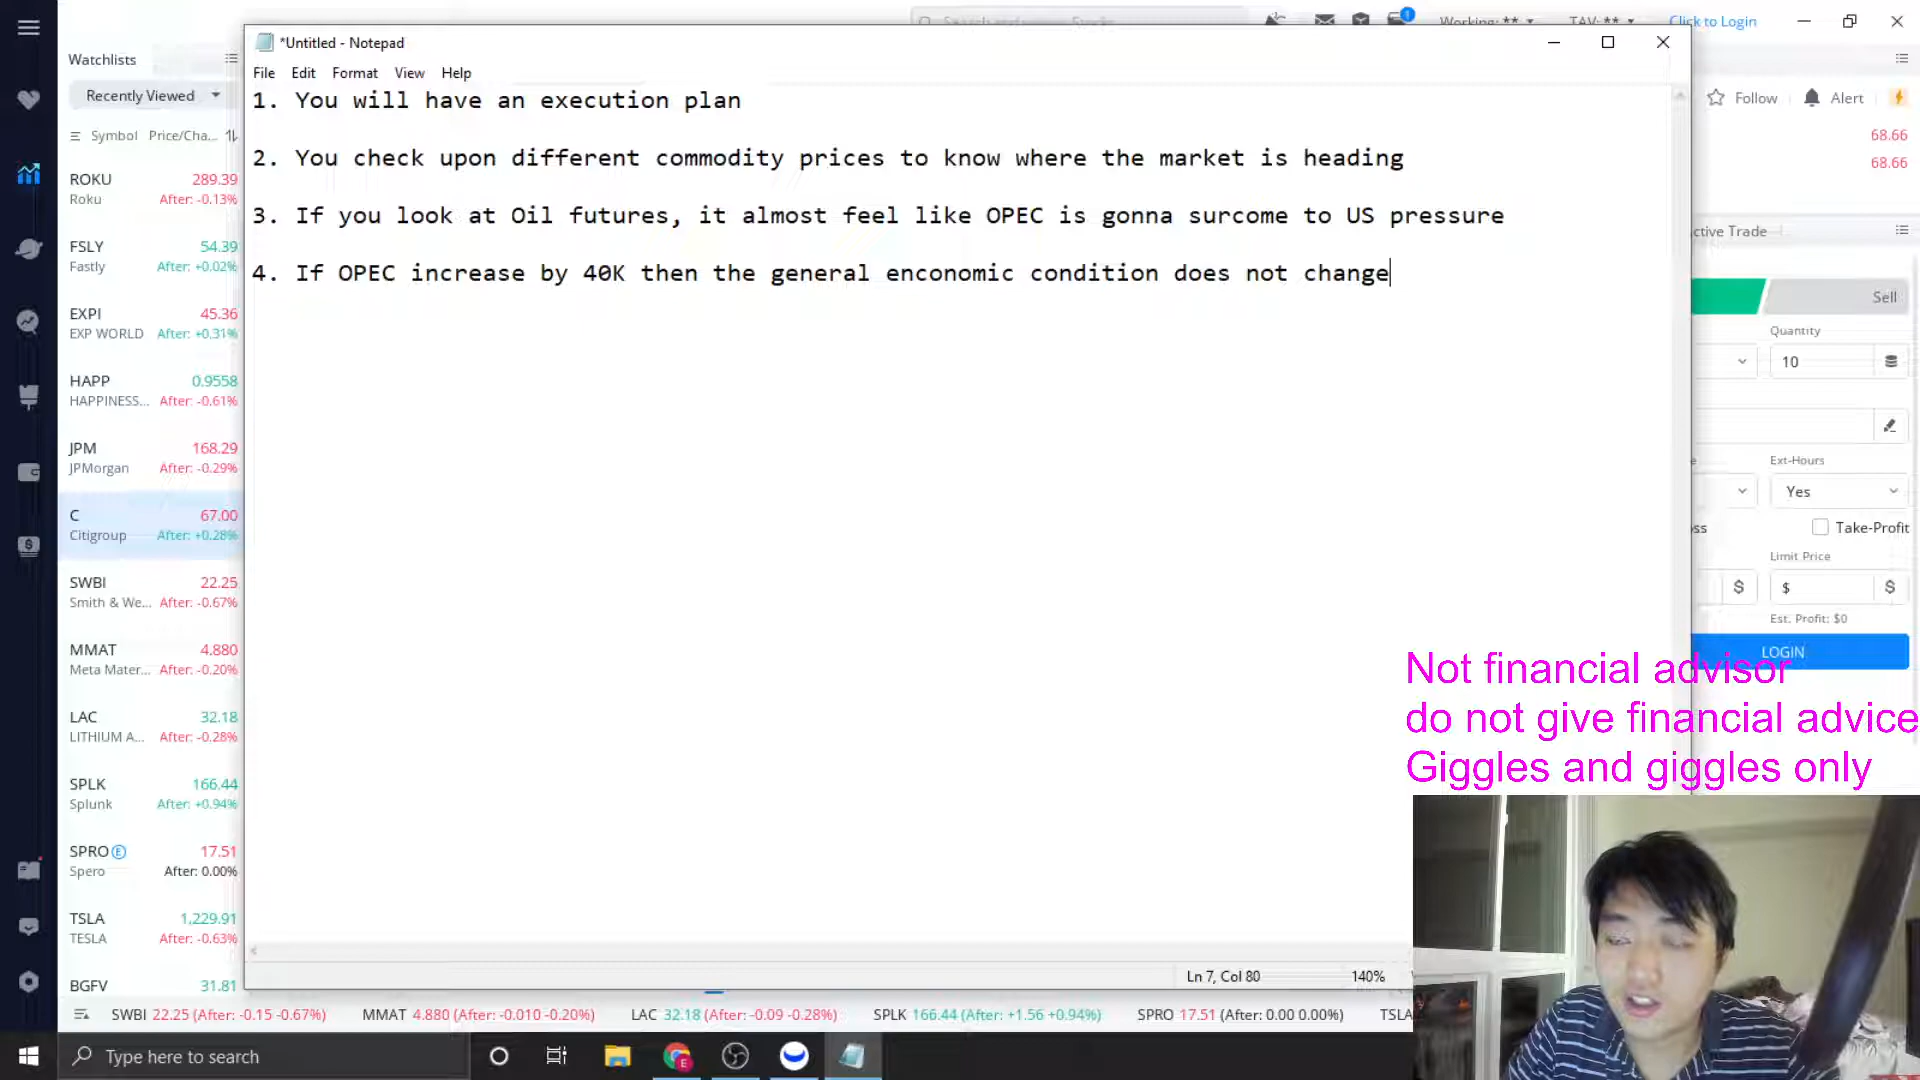 Search
Working: ** TAV: ** Click to Login
*Untitled - Notepad
File Edit Format View Help
Watchlists
Recently Viewed
Symbol Price/Cha...
ROKU 289.39
Roku After: -0.13%
FSLY 54.39
Fastly After: +0.02%
EXPI 45.36
EXP WORLD After: +0.31%
HAPP 0.9558
HAPPINESS... After: -0.61%
JPM 168.29
JPMorgan After: -0.29%
C 67.00
Citigroup After: +0.28%
SWBI 22.25
Smith & We... After: -0.67%
MMAT 4.880
Meta Mater... After: -0.20%
LAC 32.18
LITHIUM A... After: -0.28%
SPLK 166.44
Splunk After: +0.94%
SPRO E 17.51
Spero After: 0.00%
TSLA 1,229.91
TESLA After: -0.63%
BGFV 31.81
1. You will have an execution plan
2. You check upon different commodity prices to know where the market is heading
3. If you look at Oil futures, it almost feel like OPEC is gonna surcome to US pressure
4. If OPEC increase by 40K then the general enconomic condition does not change
Ln 7, Col 80 140%
Follow Alert
68.66
68.66
ctive Trade
Sell
Quantity
10
Ext-Hours
Yes
ss Take-Profit
Limit Price
$ $ $
Est. Profit: $0
LOGIN
Not financial advisor
do not give financial advice
Giggles and giggles only
SWBI 22.25 (After: -0.15 -0.67%) MMAT 4.880 (After: -0.010 -0.20%) LAC 32.18 (After: -0.09 -0.28%) SPLK 166.44 (After: +1.56 +0.94%) SPRO 17.51 (After: 0.00 0.00%) TSLA
Type here to search